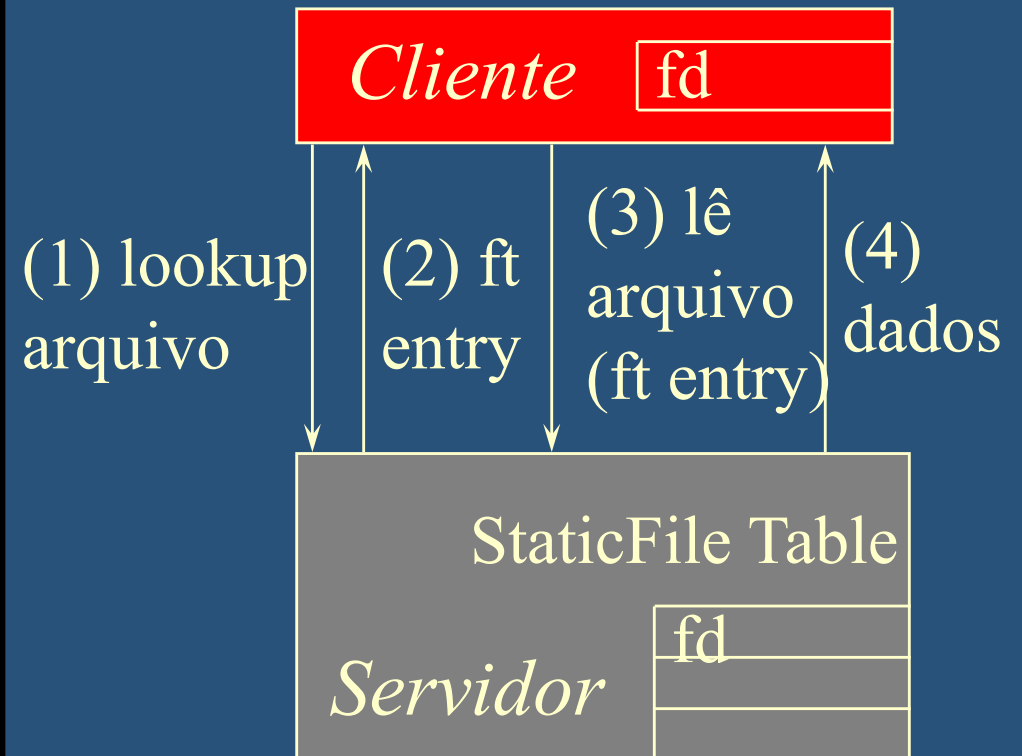 Cliente
fd
(1) lookup
arquivo
(2) ft
entry
(3) lê
arquivo
(ft entry)
(4)
dados
StaticFile Table
fd
Servidor